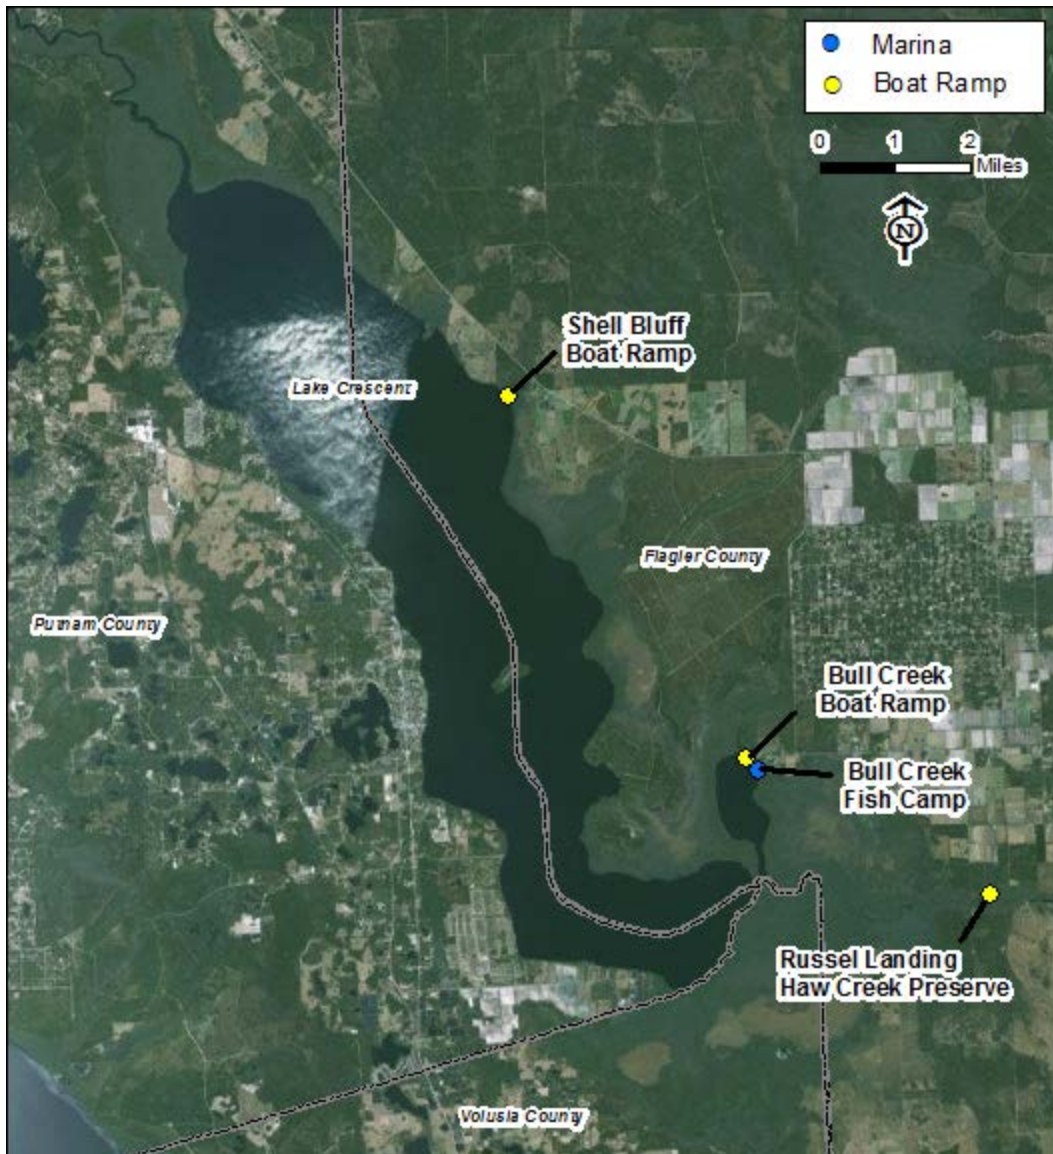 Marina
Boat Ramp
0 1 2
Miles
N
Shell Bluff
Boat Ramp
Lake Crescent
Flagler County
Putnam County
Bull Creek
Boat Ramp
Bull Creek
Fish Camp
Russel Landing
Haw Creek Preserve
Volusia County